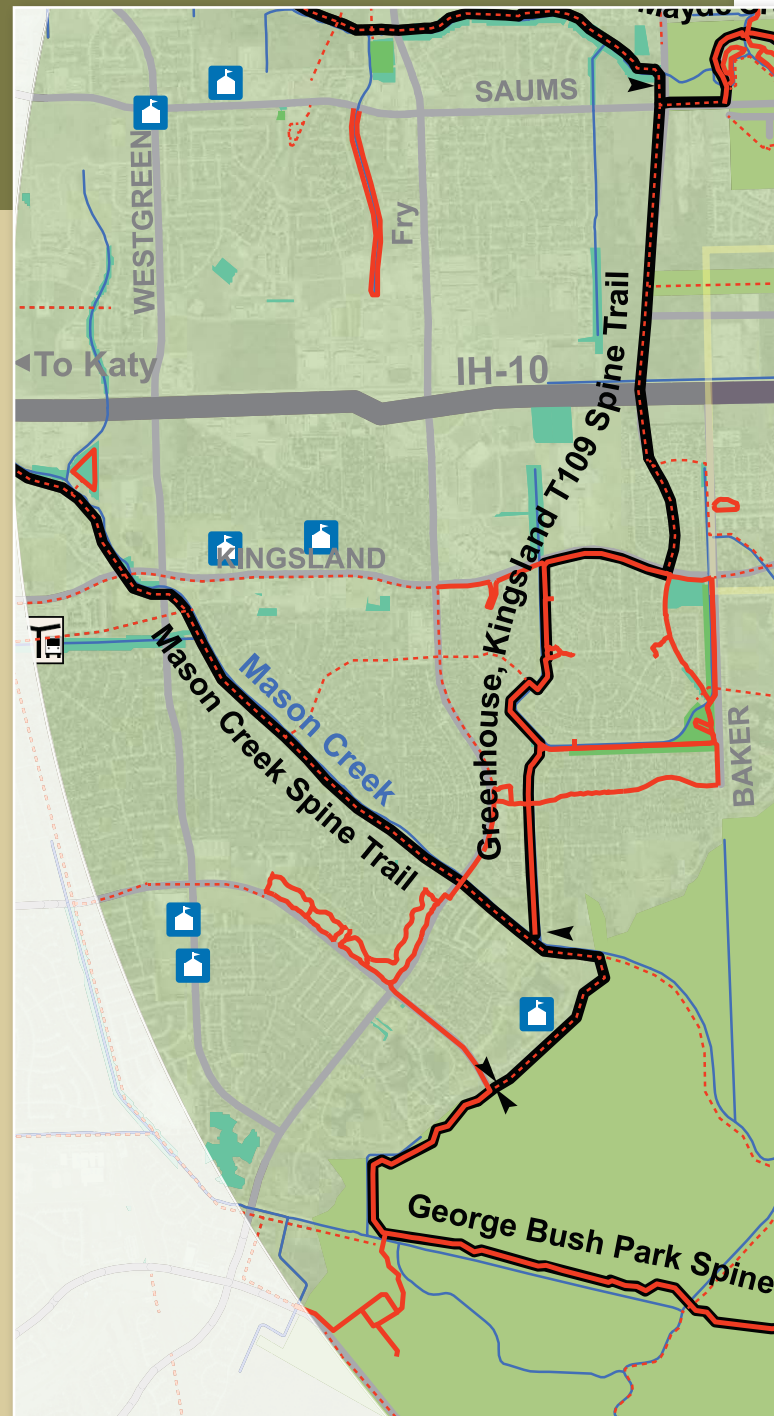 SAUMS
WESTGREEN
Fry
◄To Katy
IH-10
Greenhouse, Kingsland T109 Spine Trail
KINGSLAND
Mason Creek
Mason Creek Spine Trail
BAKER
George Bush Park Spine